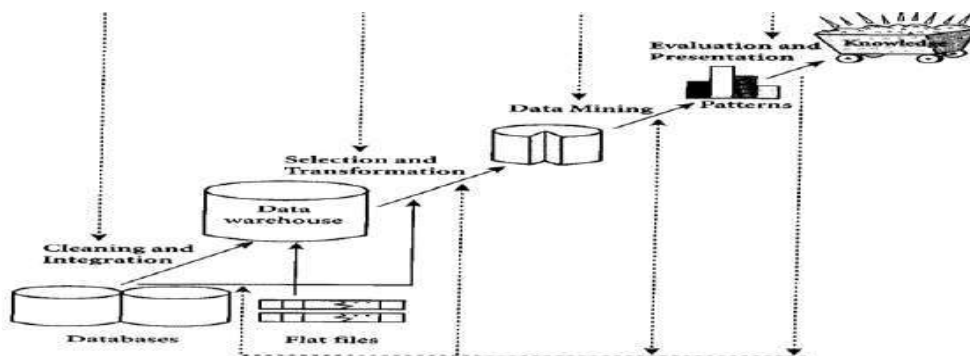 Evaluation and
Presentation
Knowledge
Data Mining
Patterns
Selection and
Transformation
Data
warehouse
Cleaning and
Integration
Databases
Flat files